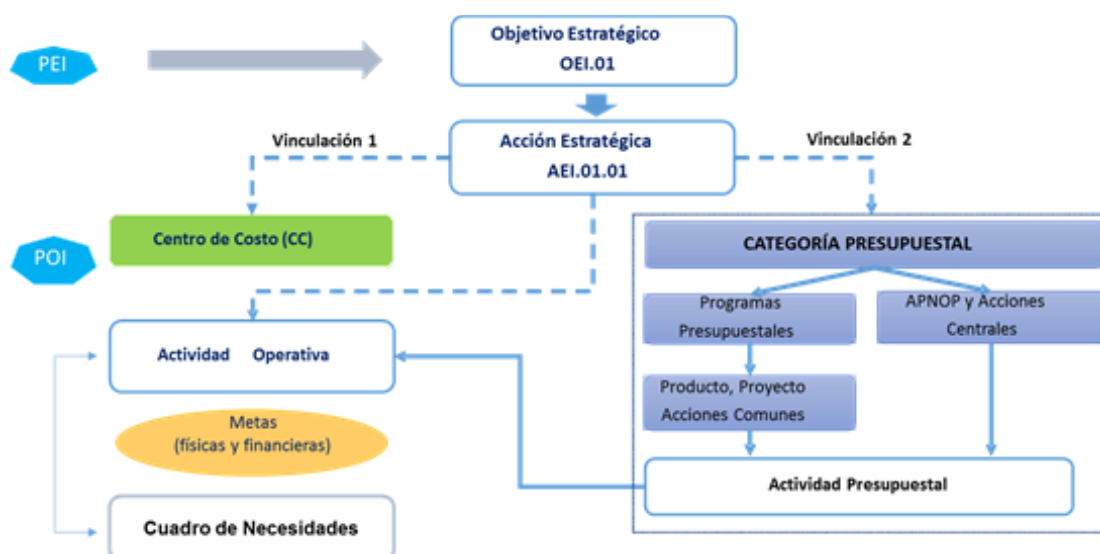 PEI
Objetivo Estratégico
OEI.01
Vinculación 1
Acción Estratégica
AEI.01.01
Vinculación 2
Centro de Costo (CC)
POI
CATEGORÍA PRESUPUESTAL
Programas
Presupuestales
APNOP y Acciones
Centrales
Actividad Operativa
Producto, Proyecto
Acciones Comunes
Metas
(físicas y financieras)
Actividad Presupuestal
Cuadro de Necesidades